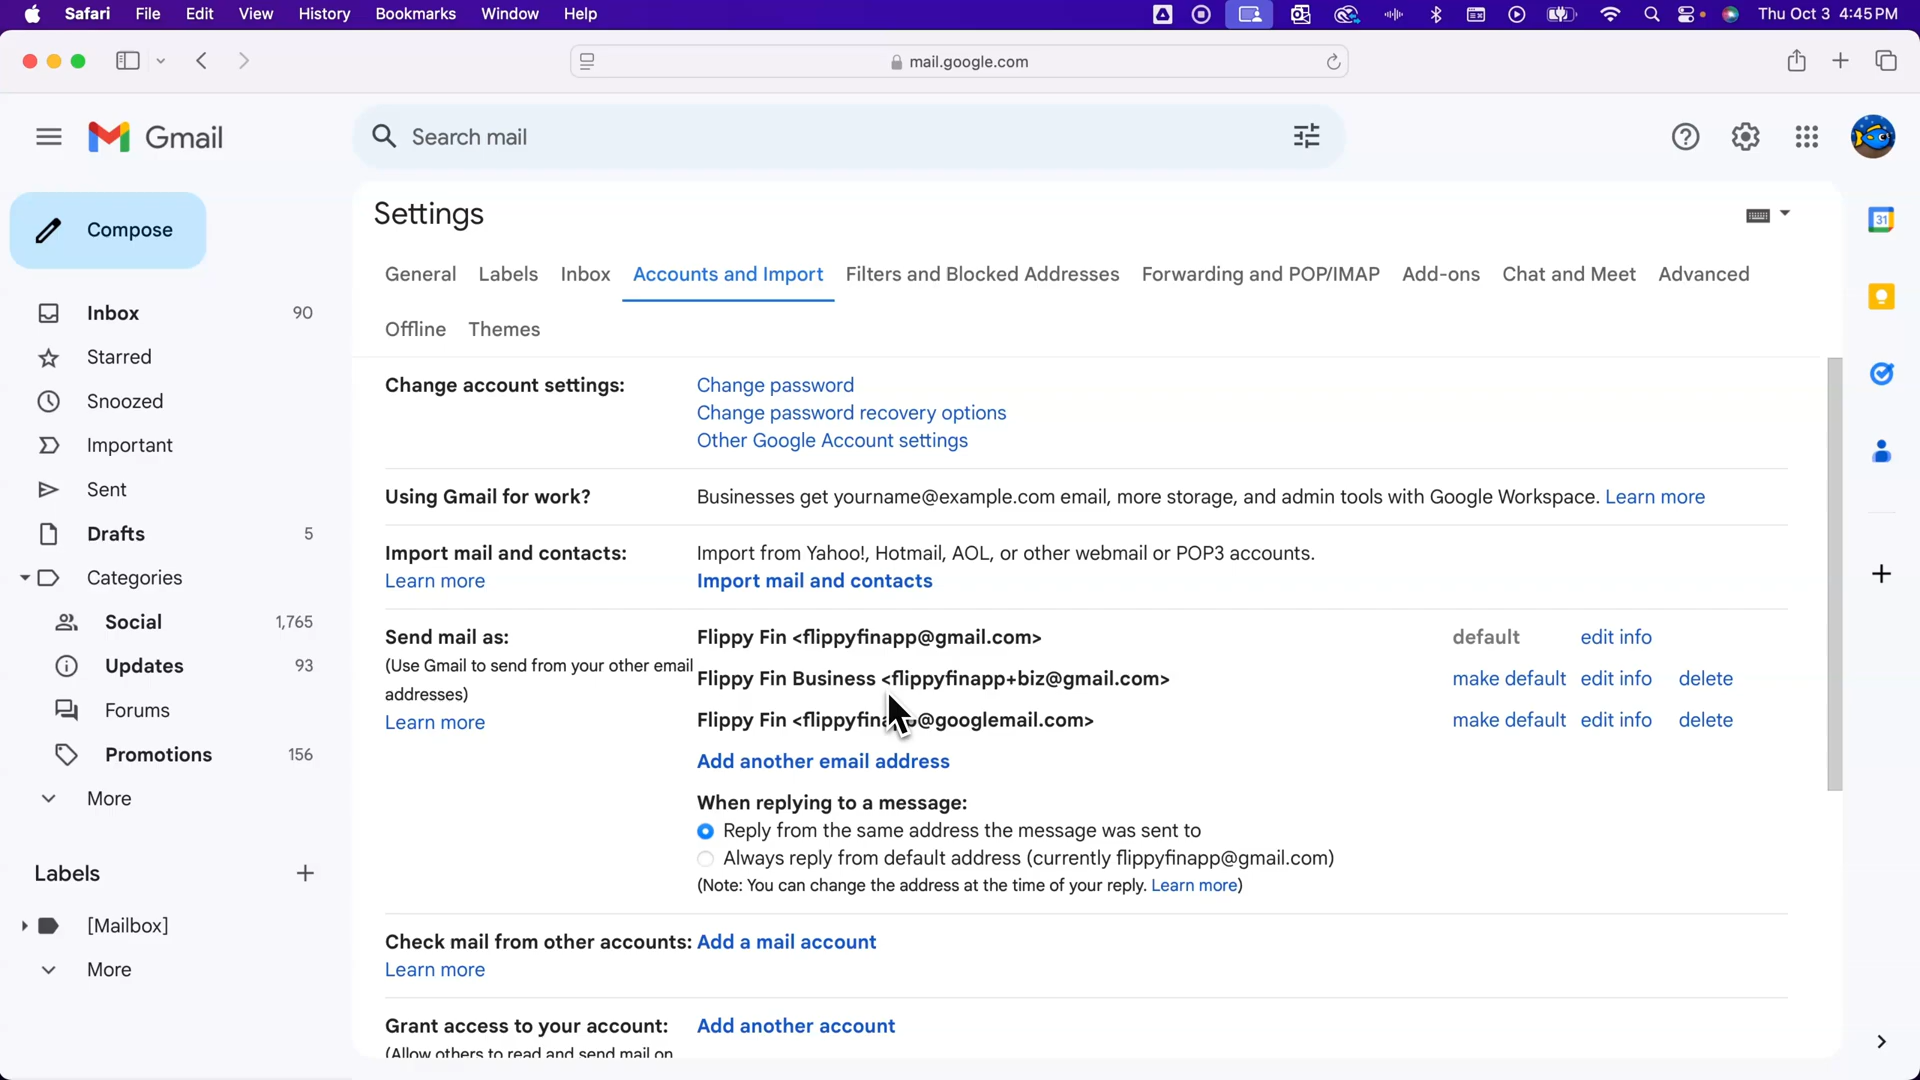 Safari File Edit View History Bookmarks Window Help Thu Oct 3 4:45 PM
mail.google.com
Gmail
Search mail
Compose
Inbox 90
Starred
Snoozed
Important
Sent
Drafts 5
Categories
Social 1,765
Updates 93
Forums
Promotions 156
More
Labels
[Mailbox]
More
Settings
General Labels Inbox Accounts and Import Filters and Blocked Addresses Forwarding and POP/IMAP Add-ons Chat and Meet Advanced
Offline Themes
Change account settings: Change password
Change password recovery options
Other Google Account settings
Using Gmail for work? Businesses get yourname@example.com email, more storage, and admin tools with Google Workspace. Learn more
Import mail and contacts: Import from Yahoo!, Hotmail, AOL, or other webmail or POP3 accounts.
Learn more Import mail and contacts
Send mail as: Flippy Fin <flippyfinapp@gmail.com> default edit info
(Use Gmail to send from your other email addresses)
Flippy Fin Business <flippyfinapp+biz@gmail.com> make default edit info delete
Learn more Flippy Fin @googlemail.com> make default edit info delete
Add another email address
When replying to a message:
Reply from the same address the message was sent to
Always reply from default address (currently flippyfinapp@gmail.com)
(Note: You can change the address at the time of your reply. Learn more)
Check mail from other accounts: Add a mail account
Learn more
Grant access to your account: Add another account
(Allow others to read and send mail on
31